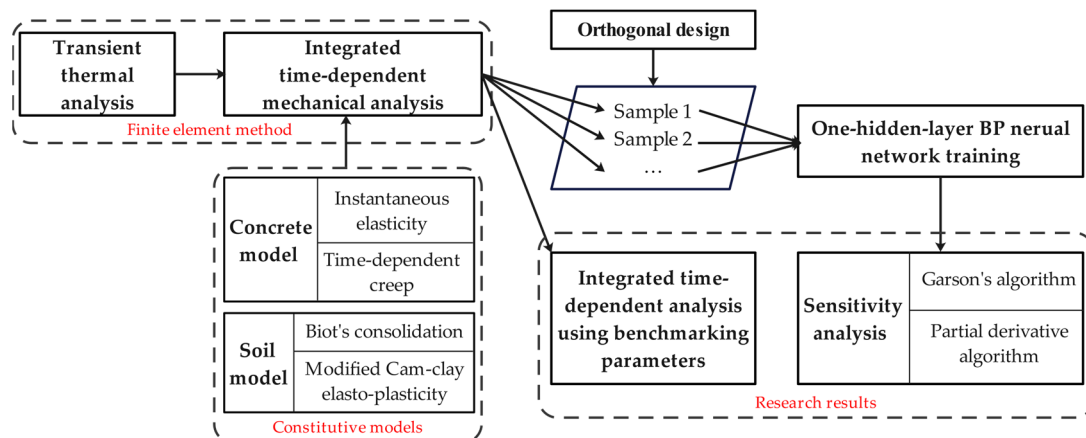 Transient
thermal
analysis
Integrated
time-dependent
mechanical analysis
Finite element method
Orthogonal design
Sample 1
Sample 2
...
One-hidden-layer BP nerual
network training
Concrete
model
Instantaneous
elasticity
Time-dependent
creep
Soil
model
Biot's consolidation
Modified Cam-clay
elasto-plasticity
Constitutive models
Integrated time-
dependent analysis
using benchmarking
parameters
Sensitivity
analysis
Garson's algorithm
Partial derivative
algorithm
Research results